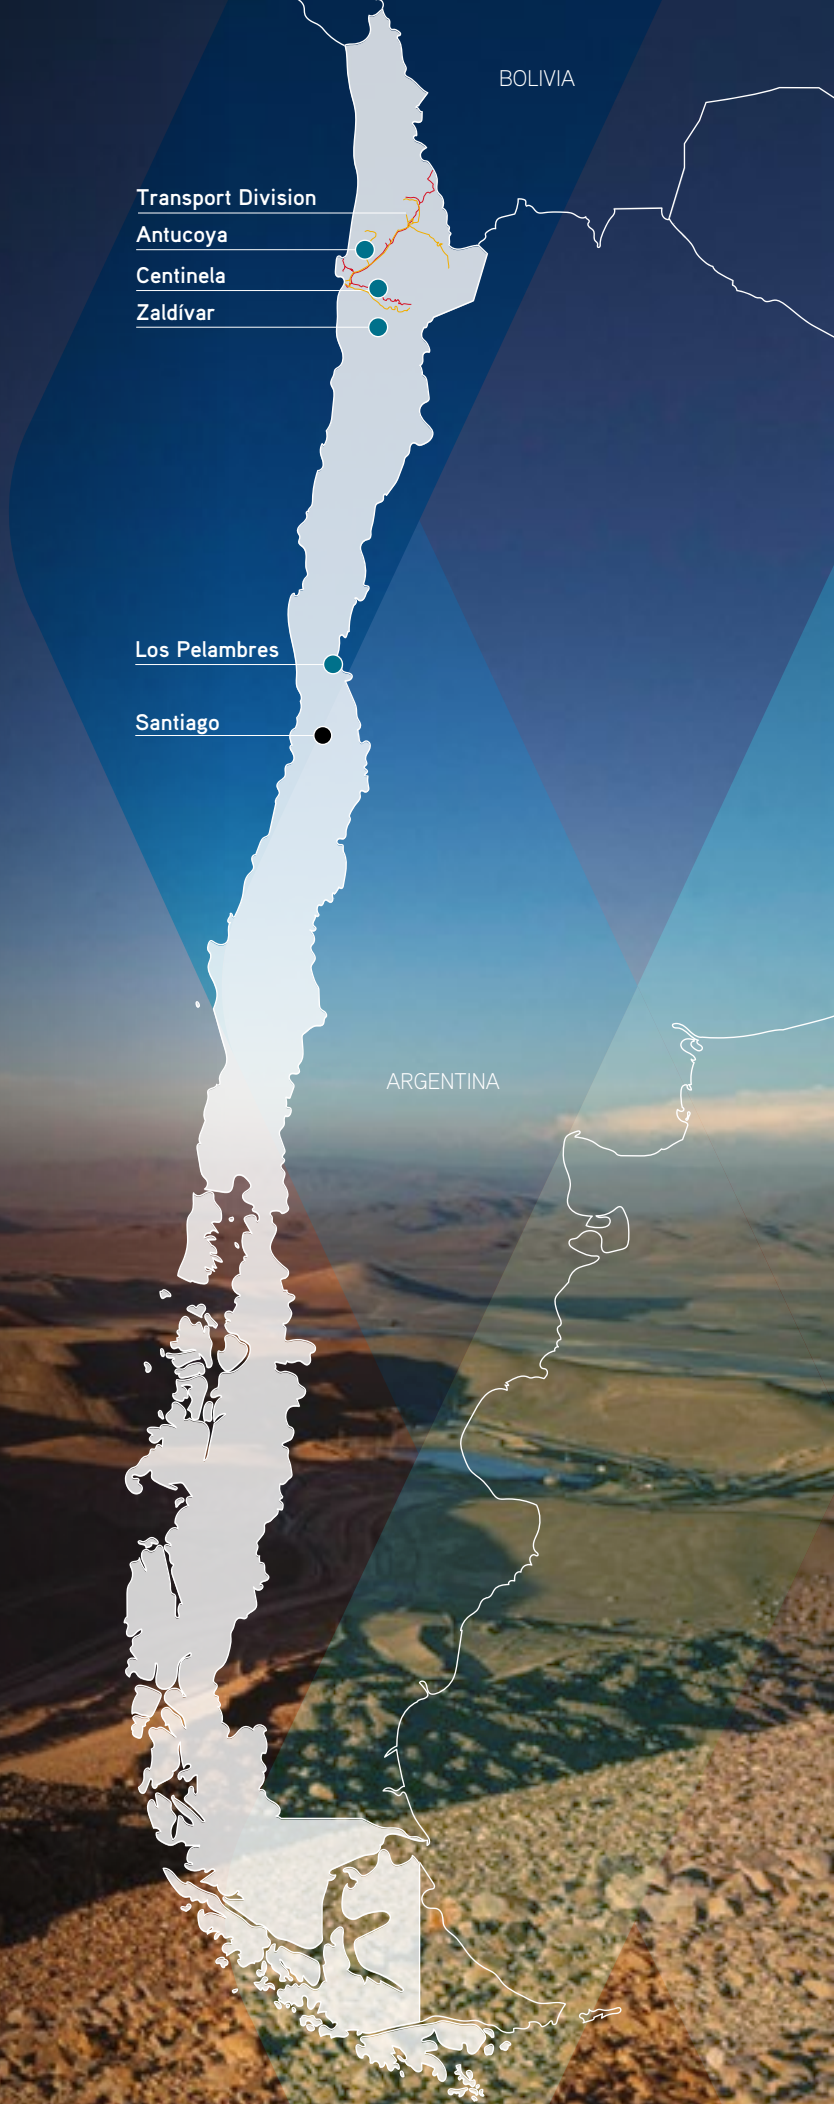 BOLIVIA
Transport Division
Antucoya
Centinela
Zaldívar
Los Pelambres
Santiago
ARGENTINA